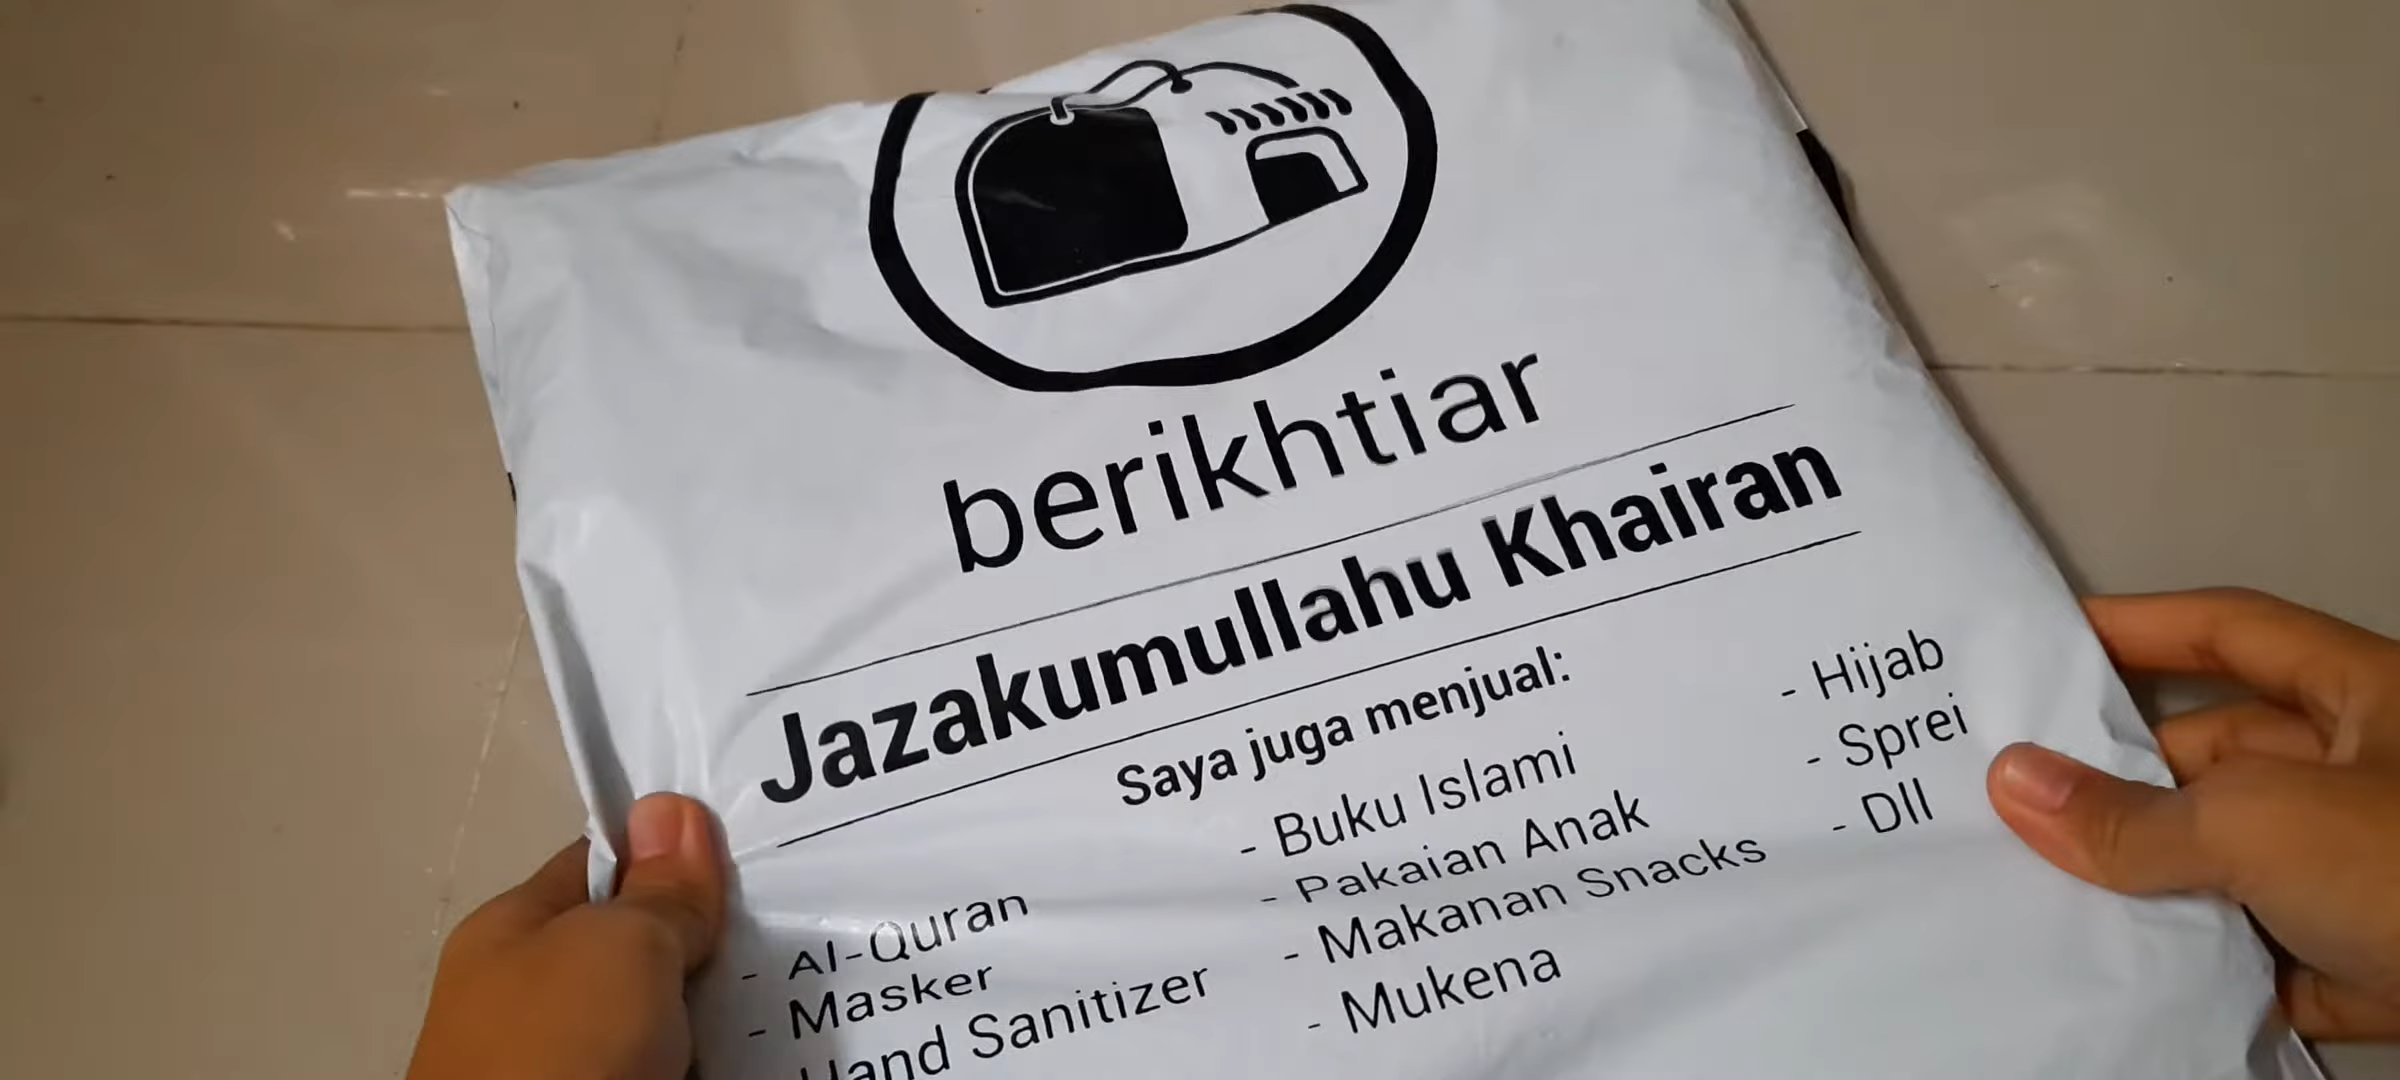 berikhtiar
Jazakumullahu Khairan
Saya juga menjual:
- Al-Quran
- Masker
Hand Sanitizer
- Buku Islami
- Pakaian Anak
- Makanan Snacks
- Mukena
- Hijab
- Sprei
- Dll